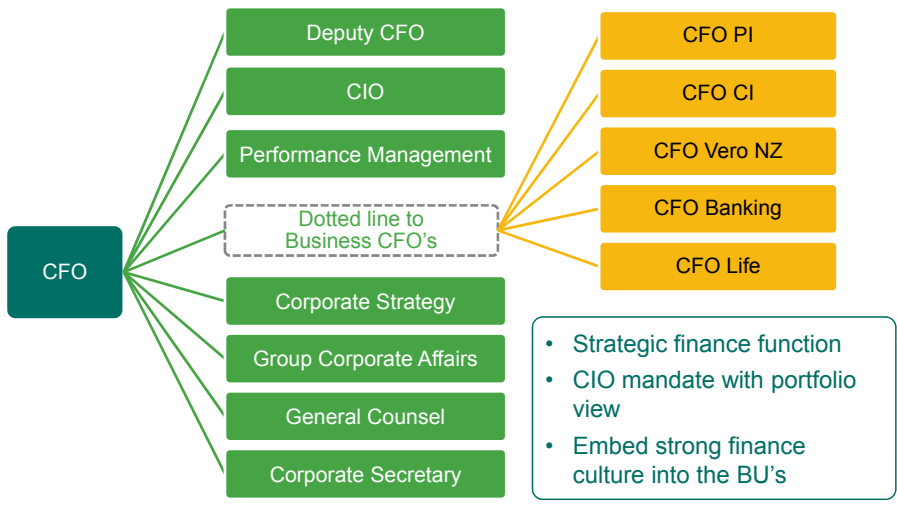 CFO
Deputy CFO
CIO
Performance Management
Dotted line to
Business CFO's
Corporate Strategy
Group Corporate Affairs
General Counsel
Corporate Secretary
CFO PI
CFO CI
CFO Vero NZ
CFO Banking
CFO Life
• Strategic finance function
• CIO mandate with portfolio
view
• Embed strong finance
culture into the BU's